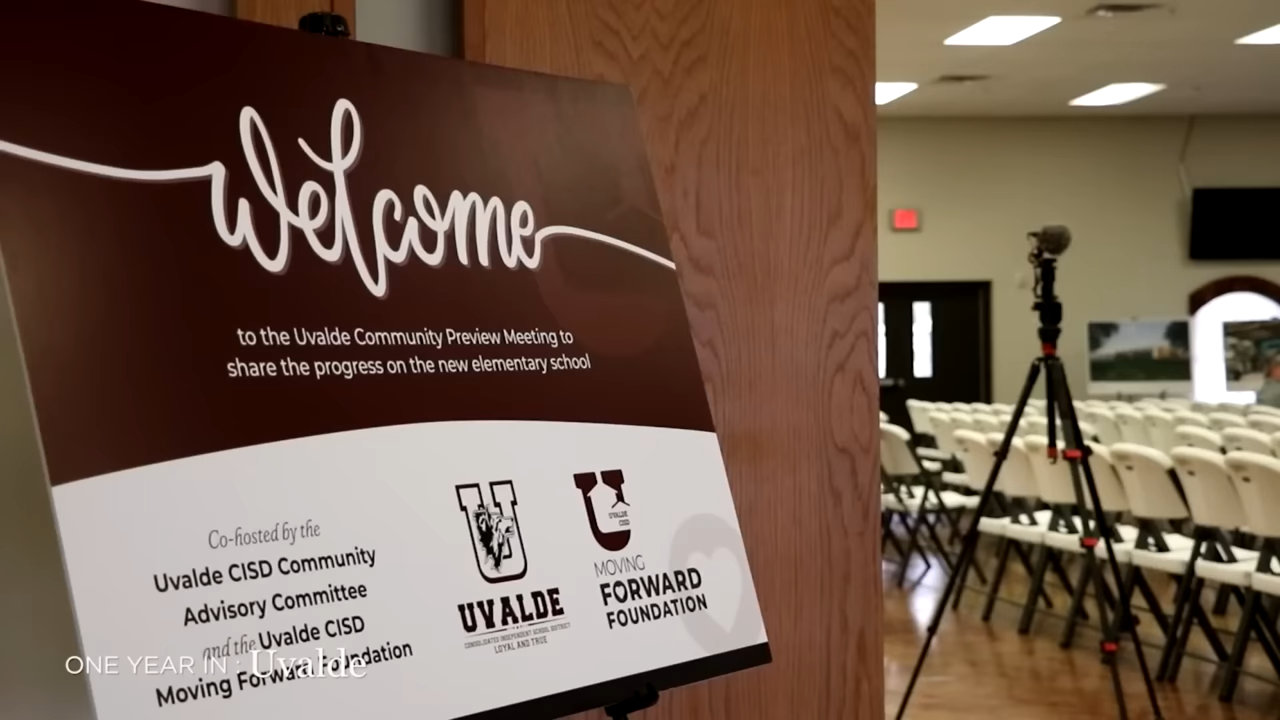 Welcome
to the Uvalde Community Preview Meeting to
share the progress on the new elementary school
Co-hosted by the
Uvalde CISD Community
Advisory Committee
and the Uvalde CISD
Moving Forward Foundation
U
UVALDE
CONSOLIDATED INDEPENDENT SCHOOL DISTRICT
LOYAL AND TRUE
U
UVALDE
CISD
MOVING
FORWARD
FOUNDATION
ONE YEAR IN : Uvalde